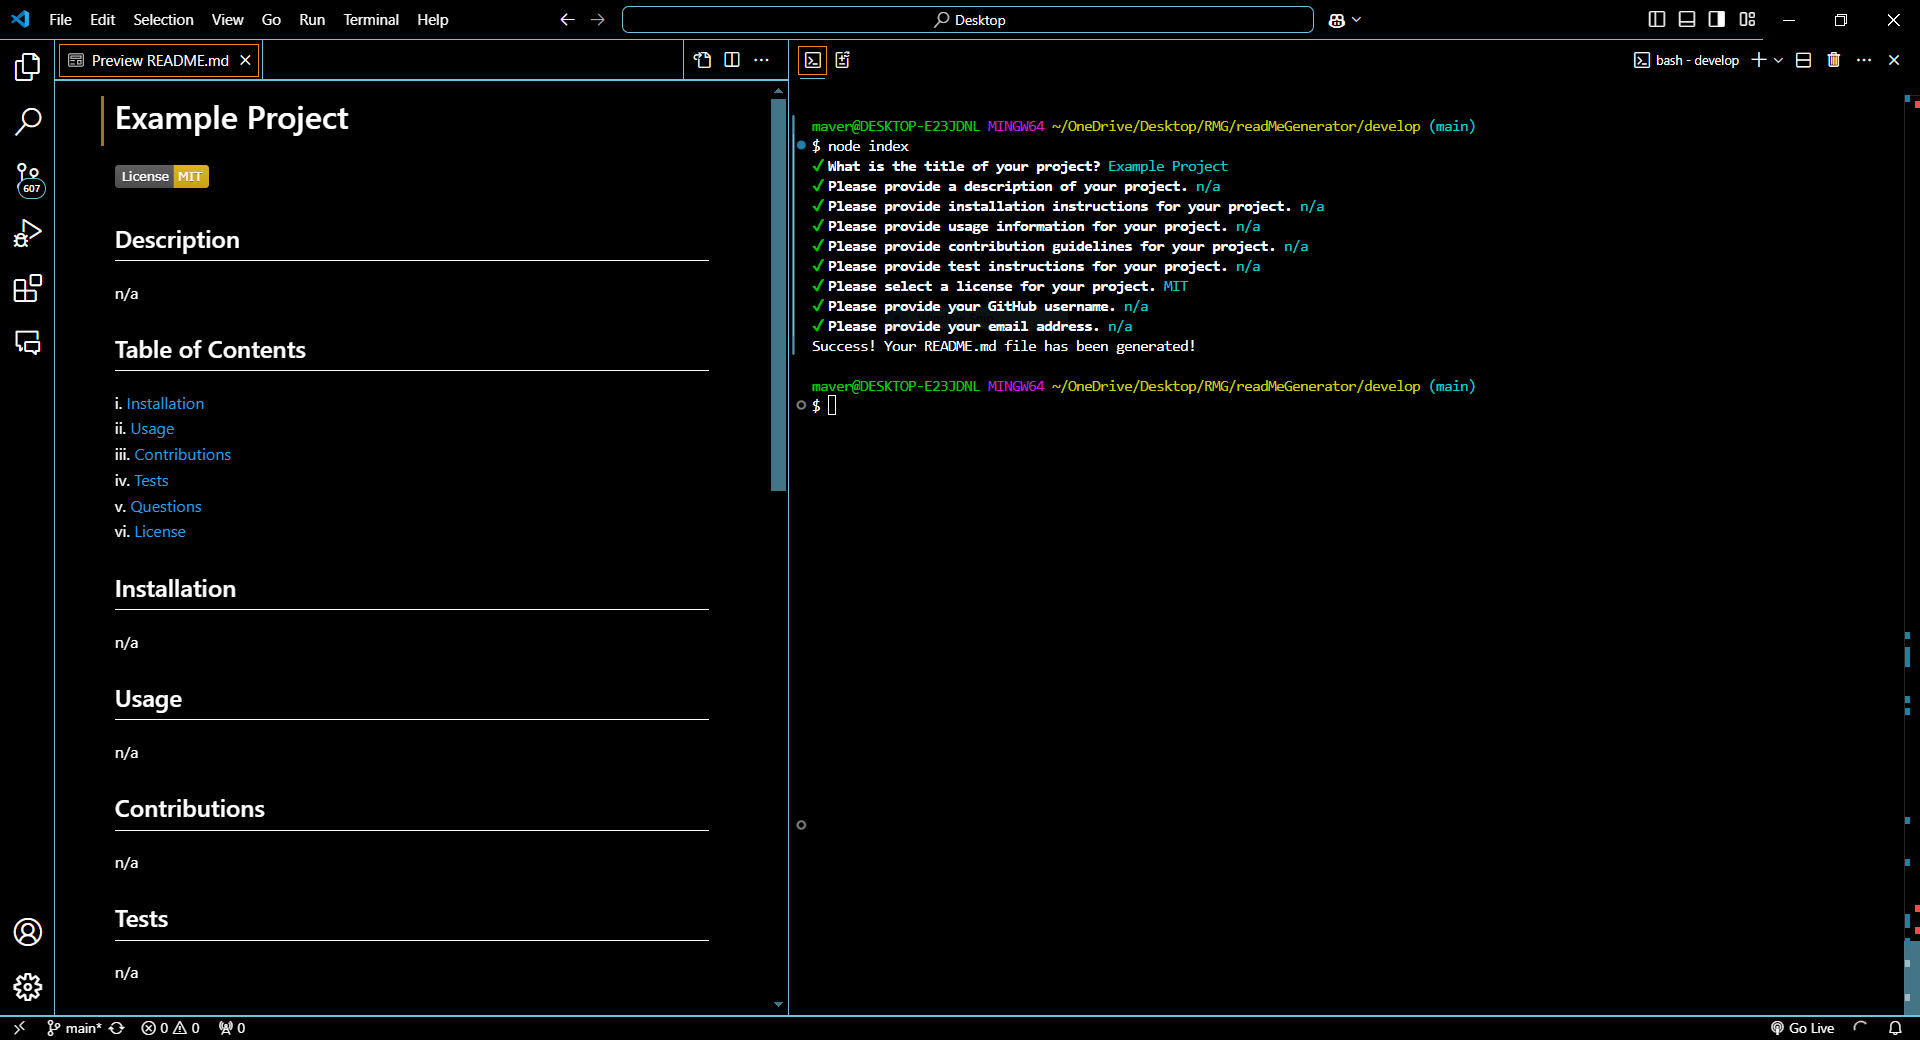 File Edit Selection View Go Run Terminal Help
Desktop
Preview README.md
bash - develop
607
Example Project
License MIT
Description
n/a
Table of Contents
i. Installation
ii. Usage
iii. Contributions
iv. Tests
v. Questions
vi. License
Installation
n/a
Usage
n/a
Contributions
n/a
Tests
n/a
maver@DESKTOP-E23JDNL MINGW64 ~/OneDrive/Desktop/RMG/readMeGenerator/develop (main)
$ node index
✓ What is the title of your project? Example Project
✓ Please provide a description of your project. n/a
✓ Please provide installation instructions for your project. n/a
✓ Please provide usage information for your project. n/a
✓ Please provide contribution guidelines for your project. n/a
✓ Please provide test instructions for your project. n/a
✓ Please select a license for your project. MIT
✓ Please provide your GitHub username. n/a
✓ Please provide your email address. n/a
Success! Your README.md file has been generated!
maver@DESKTOP-E23JDNL MINGW64 ~/OneDrive/Desktop/RMG/readMeGenerator/develop (main)
$
main* 0 0 0
Go Live